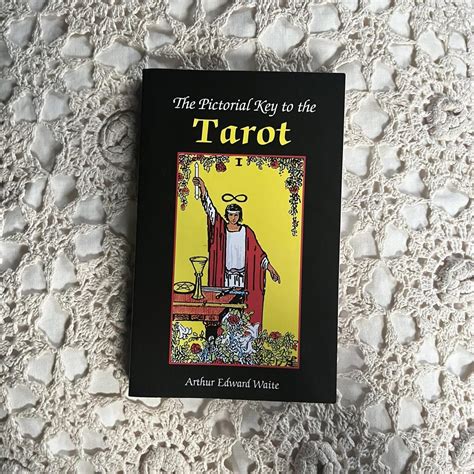 The Pictorial Key to the
Tarot
I
Arthur Edward Waite